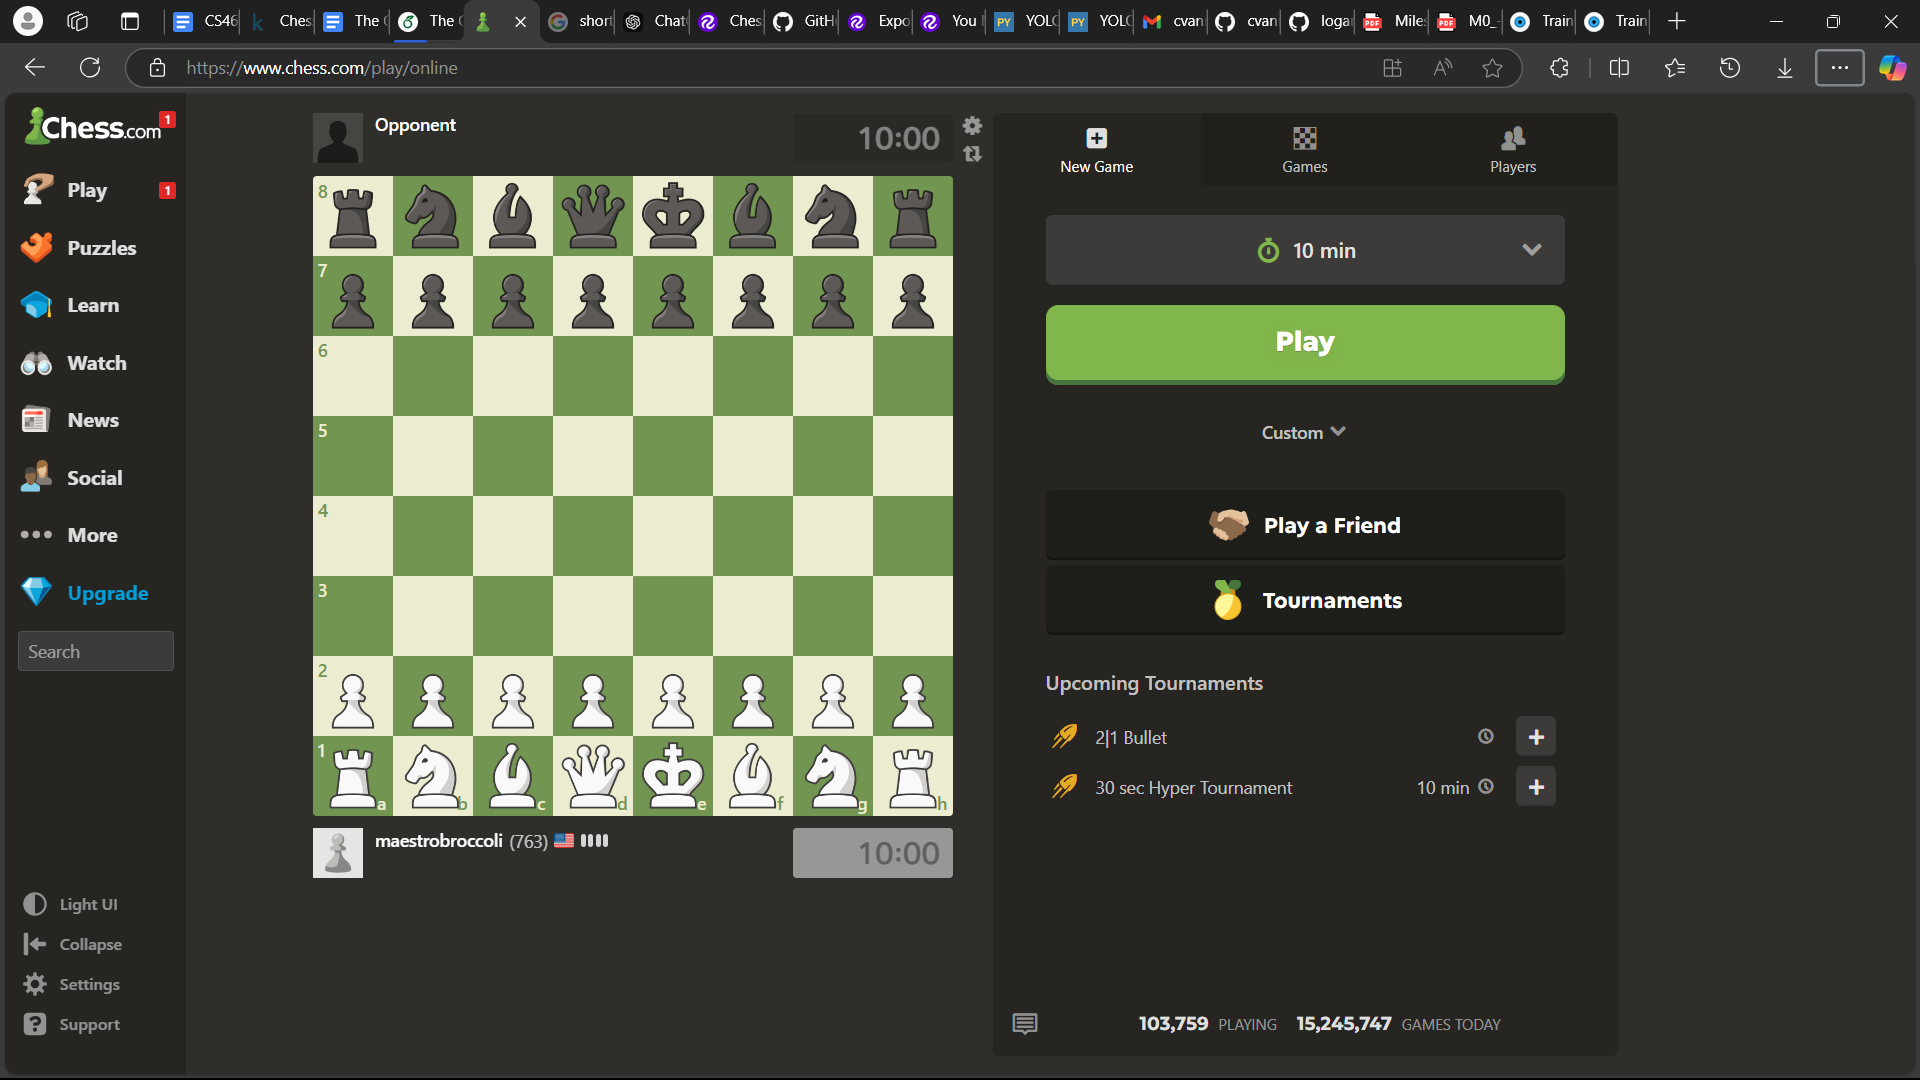 CS46
Ches
The
The
shor
Chat
Ches
GitH
Expo
You
YOLO
YOLO
cvan
cvan
loga
Miles
M0_
Train
Train
https://www.chess.com/play/online
Chess.com
1
Play
1
Puzzles
Learn
Watch
News
Social
More
Upgrade
Search
Light UI
Collapse
Settings
Support
Opponent
10:00
8
7
6
5
4
3
2
1
a b c d e f g h
maestrobroccoli (763)
10:00
New Game
Games
Players
10 min
Play
Custom
Play a Friend
Tournaments
Upcoming Tournaments
2|1 Bullet
30 sec Hyper Tournament 10 min
103,759 PLAYING 15,245,747 GAMES TODAY